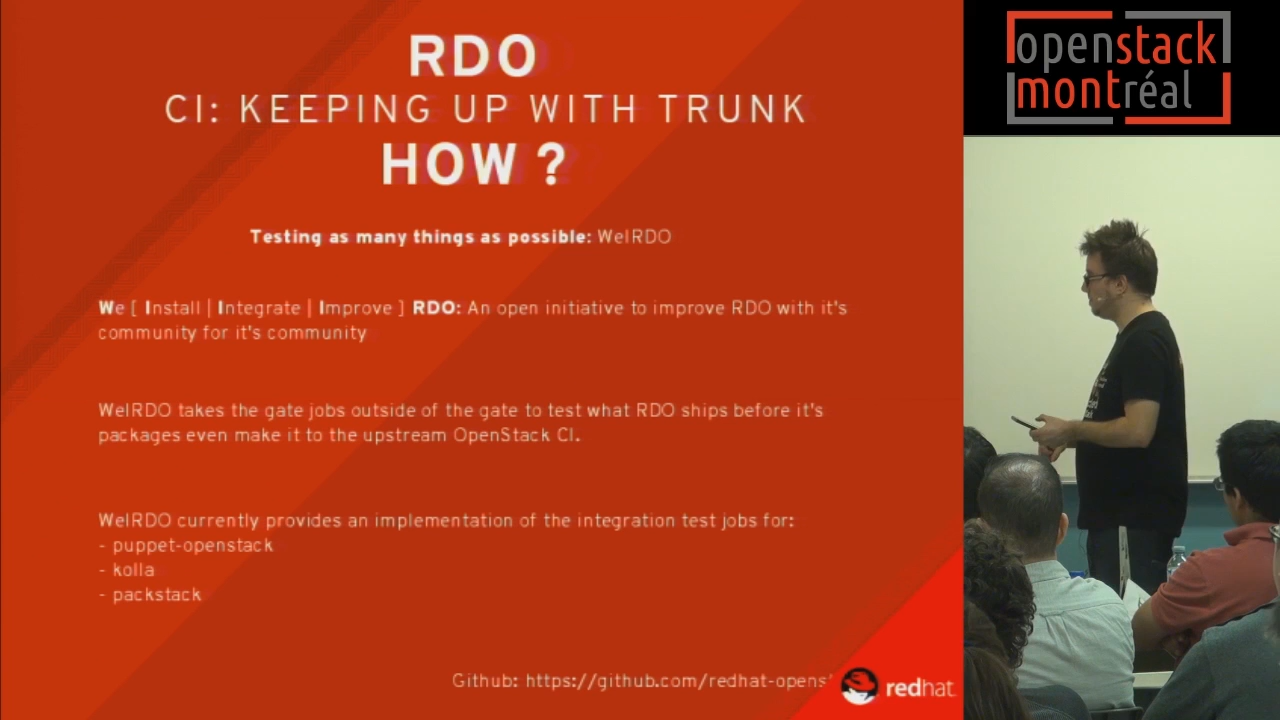 RDO
CI: KEEPING UP WITH TRUNK
HOW ?
Testing as many things as possible: WeIRDO
We [ Install | Integrate | Improve ] RDO: An open initiative to improve RDO with it's
community for it's community
WeIRDO takes the gate jobs outside of the gate to test what RDO ships before it's
packages even make it to the upstream OpenStack CI.
WeIRDO currently provides an implementation of the integration test jobs for:
- puppet-openstack
- kolla
- packstack
Github: https://github.com/redhat-openst
redhat
openstack
montréal